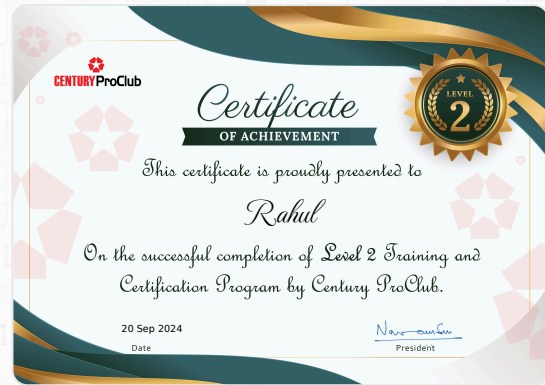 CENTURY ProClub
Certificate
OF ACHIEVEMENT
LEVEL
2
This certificate is proudly presented to
Rahul
On the successful completion of Level 2 Training and
Certification Program by Century ProClub.
20 Sep 2024
Date
President